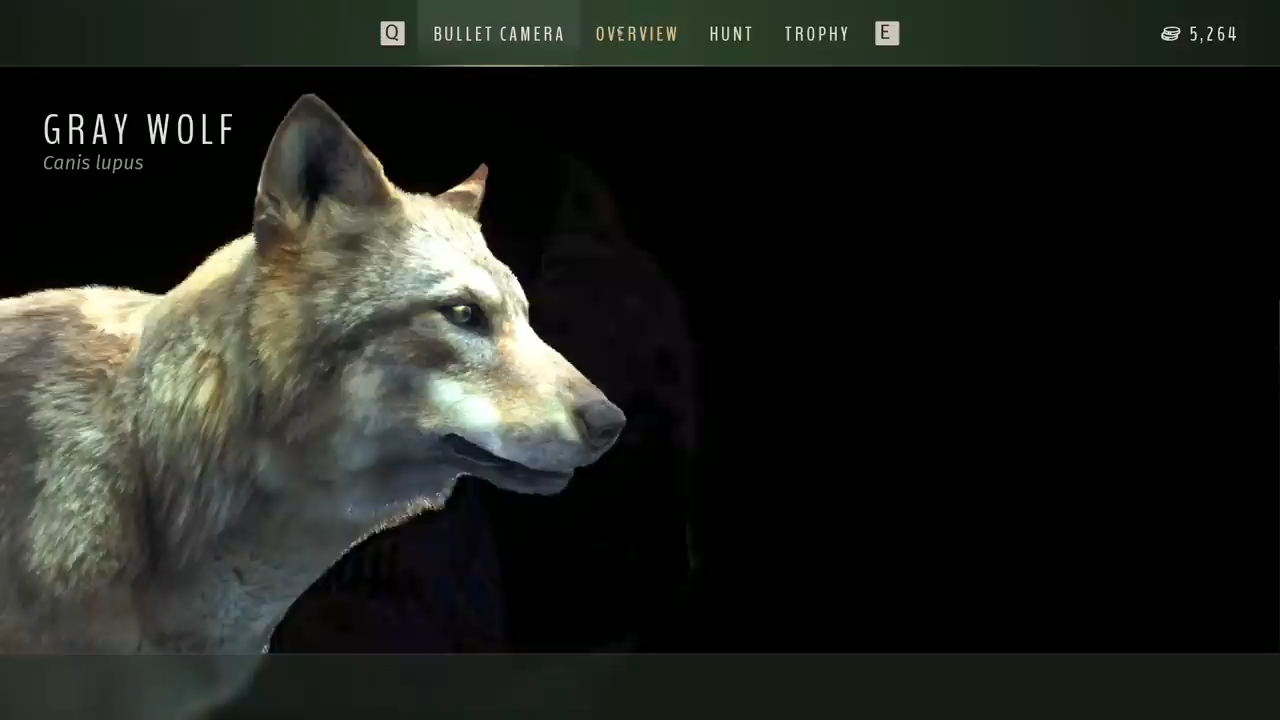 Q BULLET CAMERA OVERVIEW HUNT TROPHY E 5,264
GRAY WOLF
Canis lupus